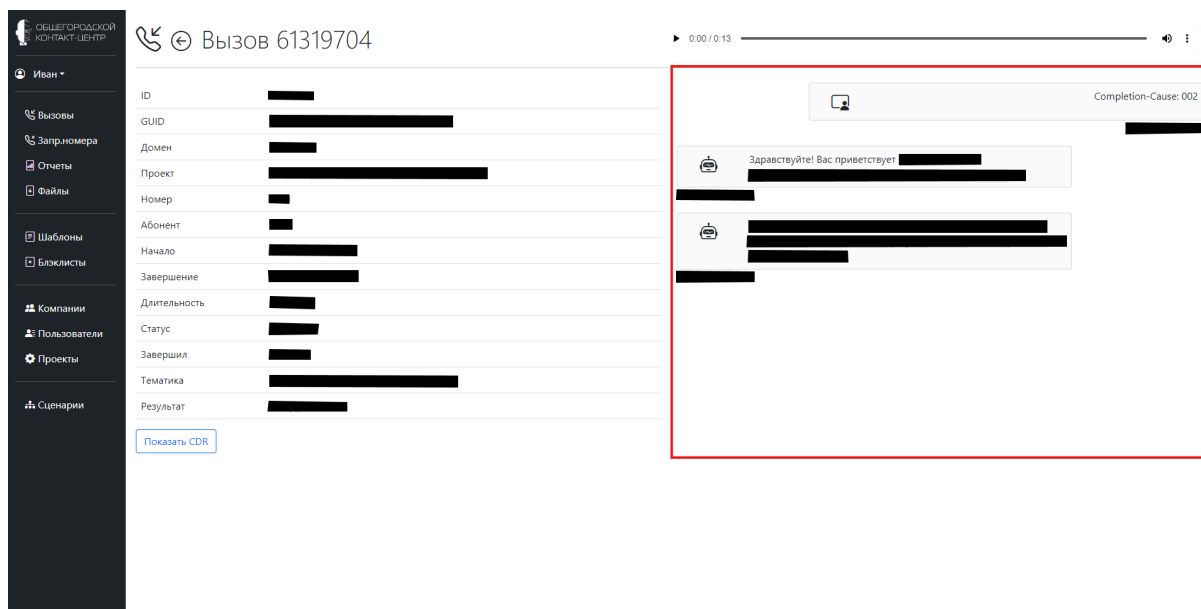 ОБЩЕГОРОДСКОЙ
КОНТАКТ-ЦЕНТР
Иван
Вызовы
Запр.номера
Отчеты
Файлы
Шаблоны
Блэклисты
Компании
Пользователи
Проекты
Сценарии
Вызов 61319704
ID
GUID
Домен
Проект
Номер
Абонент
Начало
Завершение
Длительность
Статус
Завершил
Тематика
Результат
Показать CDR
0:00 / 0:13
Completion-Cause: 002
Здравствуйте! Вас приветствует